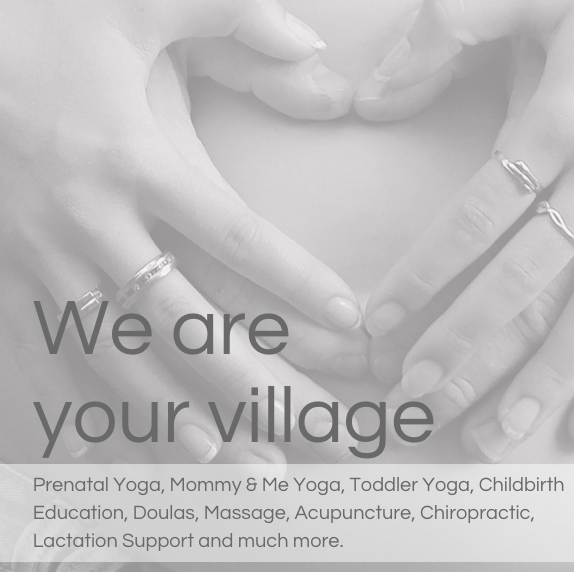 We are
your village
Prenatal Yoga, Mommy & Me Yoga, Toddler Yoga, Childbirth
Education, Doulas, Massage, Acupuncture, Chiropractic,
Lactation Support and much more.